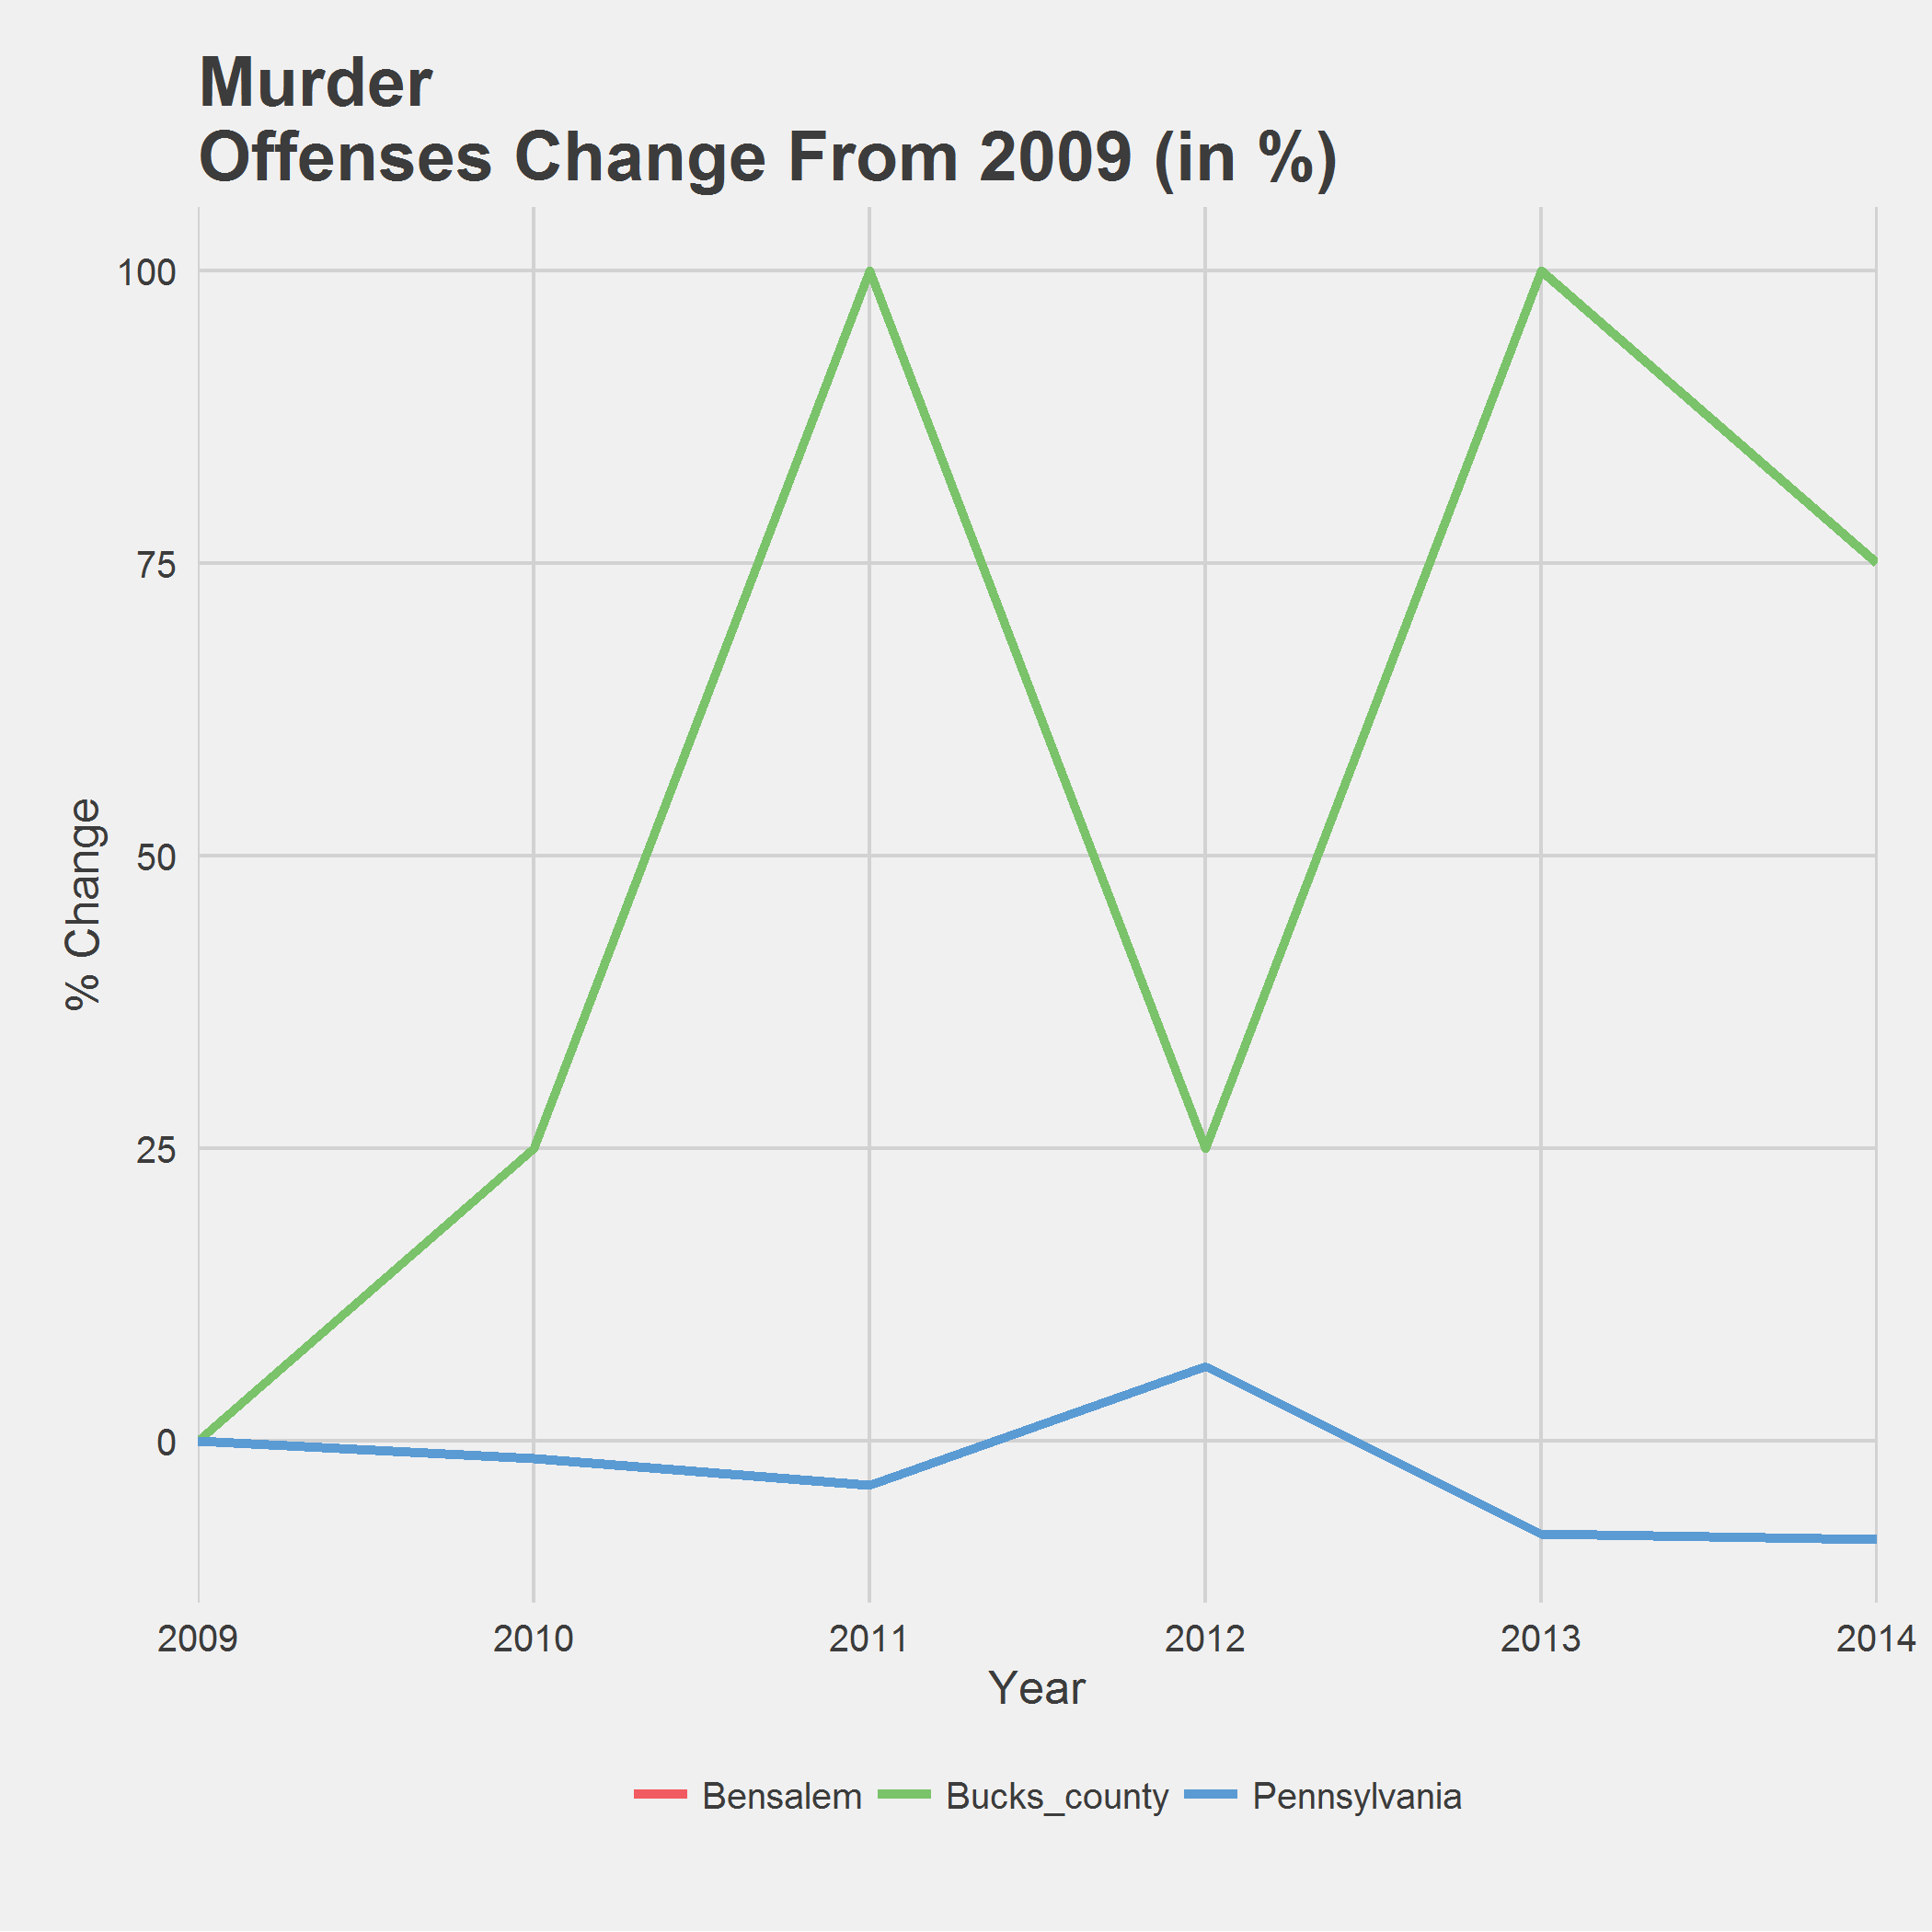 Murder
Offenses Change From 2009 (in %)
100
75
50
25
0
% Change
2009 2010 2011 2012 2013 2014
Year
Bensalem Bucks_county Pennsylvania